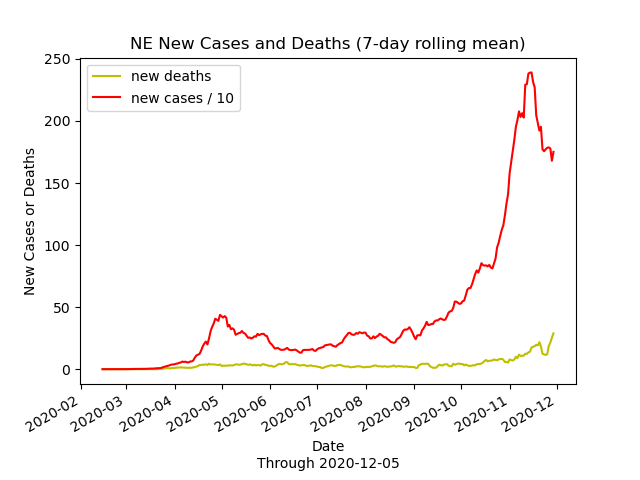 NE New Cases and Deaths (7-day rolling mean)
new deaths
new cases / 10
New Cases or Deaths
250
200
150
100
50
0
2020-02
2020-03
2020-04
2020-05
2020-06
2020-07
2020-08
2020-09
2020-10
2020-11
2020-12
Date
Through 2020-12-05